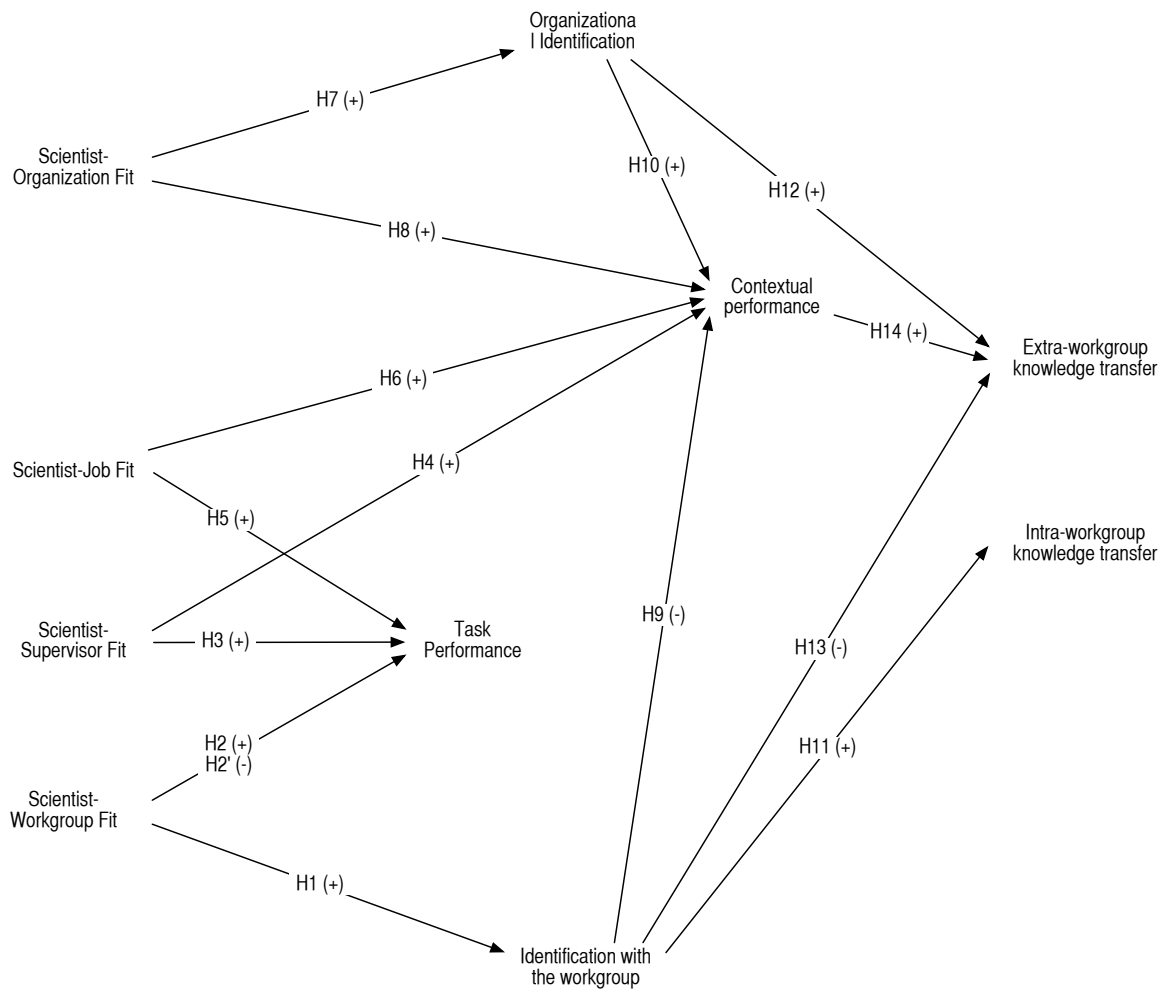 Organizationa
l Identification
H7 (+)
Scientist-
Organization Fit
H10 (+)
H12 (+)
H8 (+)
Contextual
performance
H14 (+)
Extra-workgroup
knowledge transfer
H6 (+)
Scientist-Job Fit
H4 (+)
H5 (+)
Intra-workgroup
knowledge transfer
H9 (-)
Scientist-
Supervisor Fit
H3 (+)
Task
Performance
H13 (-)
H2 (+)
H2' (-)
H11 (+)
Scientist-
Workgroup Fit
H1 (+)
Identification with
the workgroup